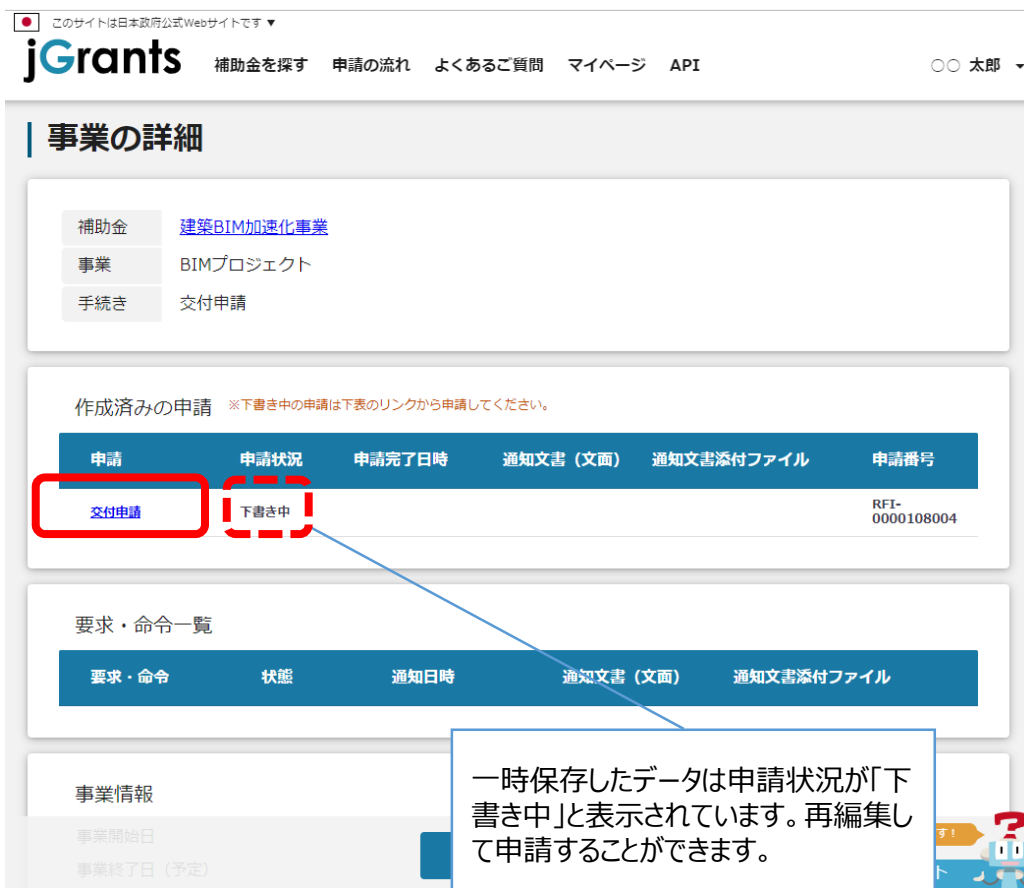 このサイトは日本政府公式Webサイトです ▼
jGrants 補助金を探す 申請の流れ よくあるご質問 マイページ API 〇〇 太郎
事業の詳細
補助金 建築BIM加速化事業
事業 BIMプロジェクト
手続き 交付申請
作成済みの申請 ※下書き中の申請は下表のリンクから申請してください。
申請 申請状況 申請完了日時 通知文書（文面） 通知文書添付ファイル 申請番号
交付申請 下書き中 RFI-
0000108004
要求・命令一覧
要求・命令 状態 通知日時 通知文書（文面） 通知文書添付ファイル
一時保存したデータは申請状況が「下
書き中」と表示されています。再編集し
て申請することができます。
事業情報
事業開始日
事業終了日（予定）
す!
ト